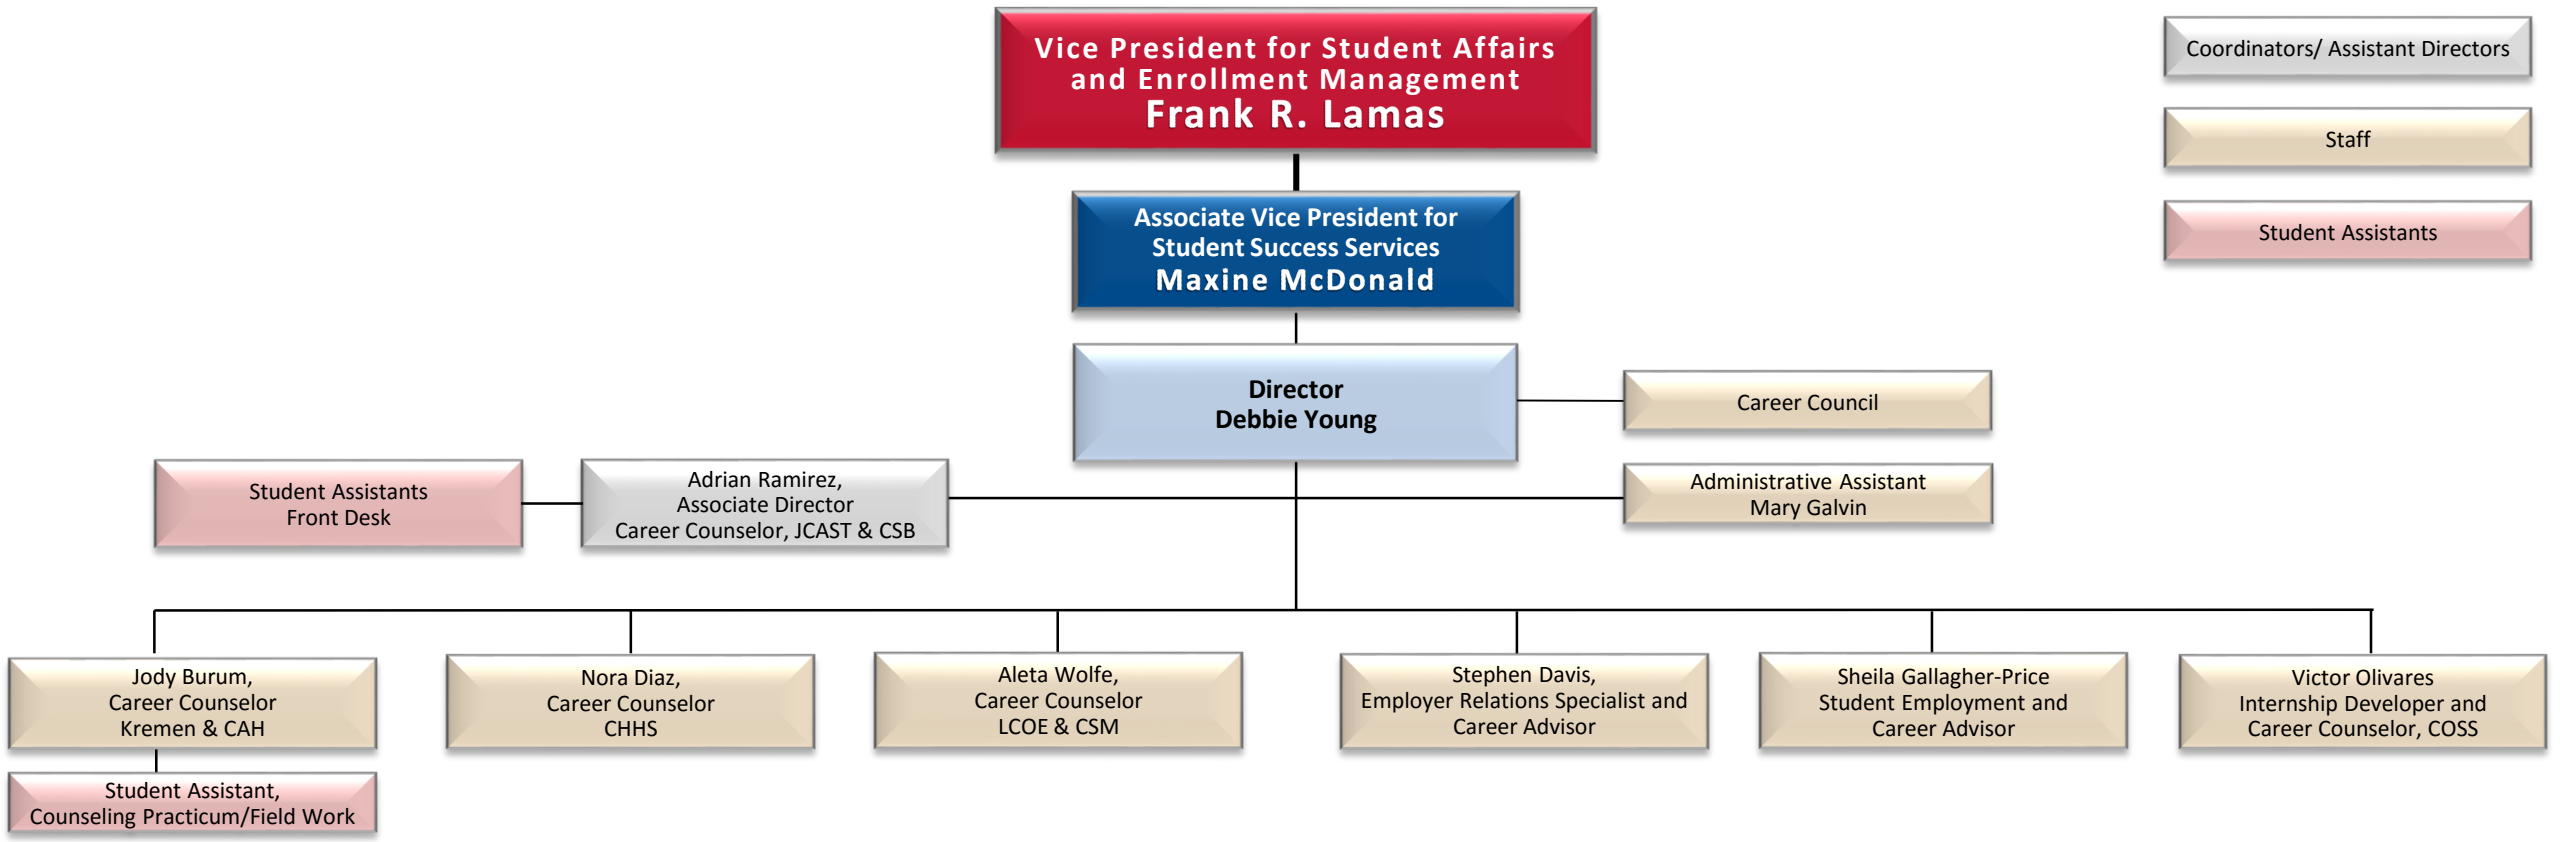 Vice President for Student Affairs
and Enrollment Management
Frank R. Lamas
Coordinators/ Assistant Directors
Staff
Student Assistants
Associate Vice President for
Student Success Services
Maxine McDonald
Director
Debbie Young
Career Council
Student Assistants
Front Desk
Adrian Ramirez,
Associate Director
Career Counselor, JCAST & CSB
Administrative Assistant
Mary Galvin
Jody Burum,
Career Counselor
Kremen & CAH
Nora Diaz,
Career Counselor
CHHS
Aleta Wolfe,
Career Counselor
LCOE & CSM
Stephen Davis,
Employer Relations Specialist and
Career Advisor
Sheila Gallagher-Price
Student Employment and
Career Advisor
Victor Olivares
Internship Developer and
Career Counselor, COSS
Student Assistant,
Counseling Practicum/Field Work